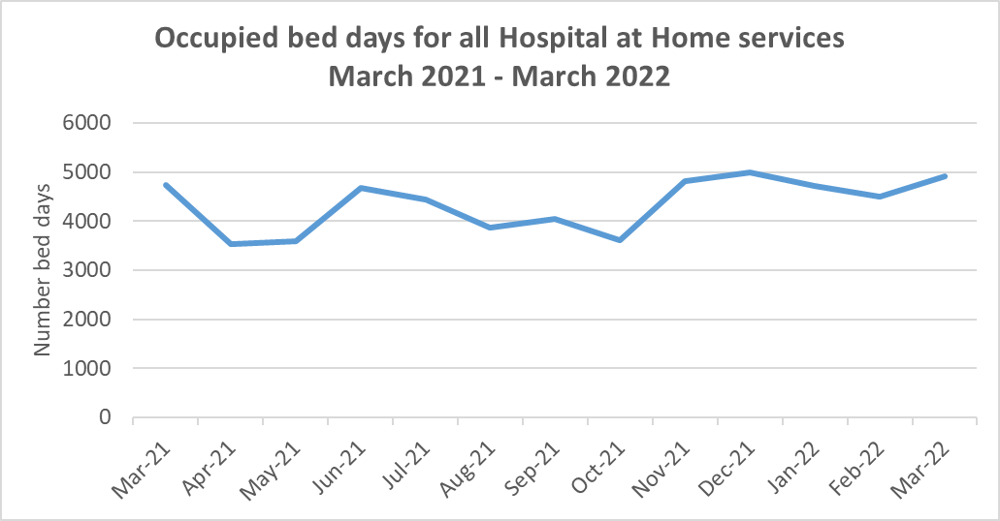 Occupied bed days for all Hospital at Home services
March 2021 - March 2022
Number bed days
6000
5000
4000
3000
2000
1000
0
Mar-21
Apr-21
May-21
Jun-21
Jul-21
Aug-21
Sep-21
Oct-21
Nov-21
Dec-21
Jan-22
Feb-22
Mar-22